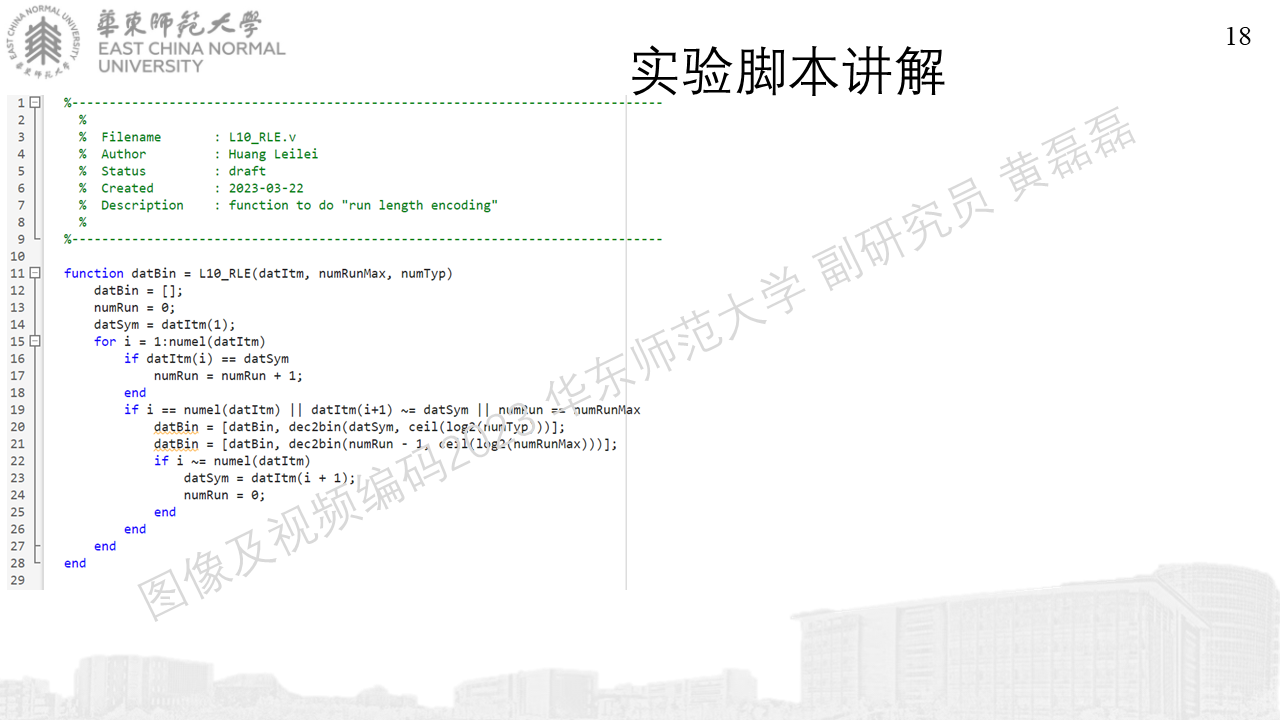 EAST CHINA NORMAL UNIVERSITY
華東師範大學
華東師範大學
EAST CHINA NORMAL
UNIVERSITY
18
实验脚本讲解
1 %-------------------------------------------------------------------------------
2 %
3 % Filename : L10_RLE.v
4 % Author : Huang Leilei
5 % Status : draft
6 % Created : 2023-03-22
7 % Description : function to do "run length encoding"
8 %
9 %-------------------------------------------------------------------------------
10
11 function datBin = L10_RLE(datItm, numRunMax, numTyp)
12 datBin = [];
13 numRun = 0;
14 datSym = datItm(1);
15 for i = 1:numel(datItm)
16 if datItm(i) == datSym
17 numRun = numRun + 1;
18 end
19 if i == numel(datItm) || datItm(i+1) ~= datSym || numRun == numRunMax
20 datBin = [datBin, dec2bin(datSym, ceil(log2(numTyp )))];
21 datBin = [datBin, dec2bin(numRun - 1, ceil(log2(numRunMax)))];
22 if i ~= numel(datItm)
23 datSym = datItm(i + 1);
24 numRun = 0;
25 end
26 end
27 end
28 end
29
图像及视频编码2023 华东师范大学 副研究员 黄磊磊